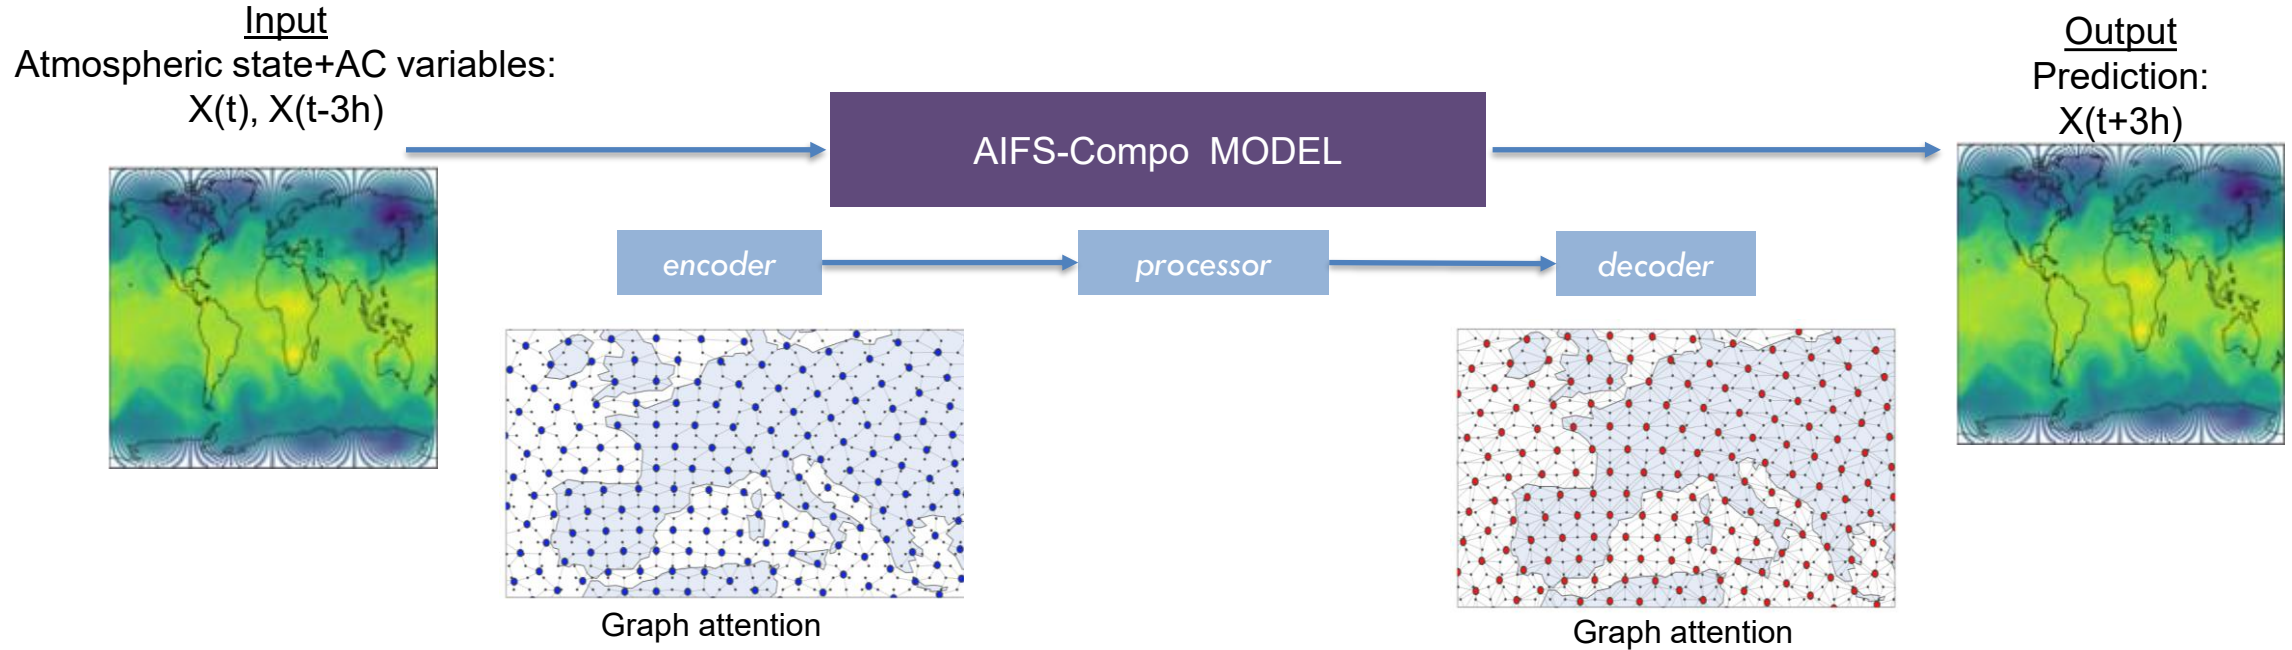 Input
Atmospheric state+AC variables:
X(t), X(t-3h)
AIFS-Compo MODEL
Output
Prediction:
X(t+3h)
encoder
processor
decoder
Graph attention
Graph attention